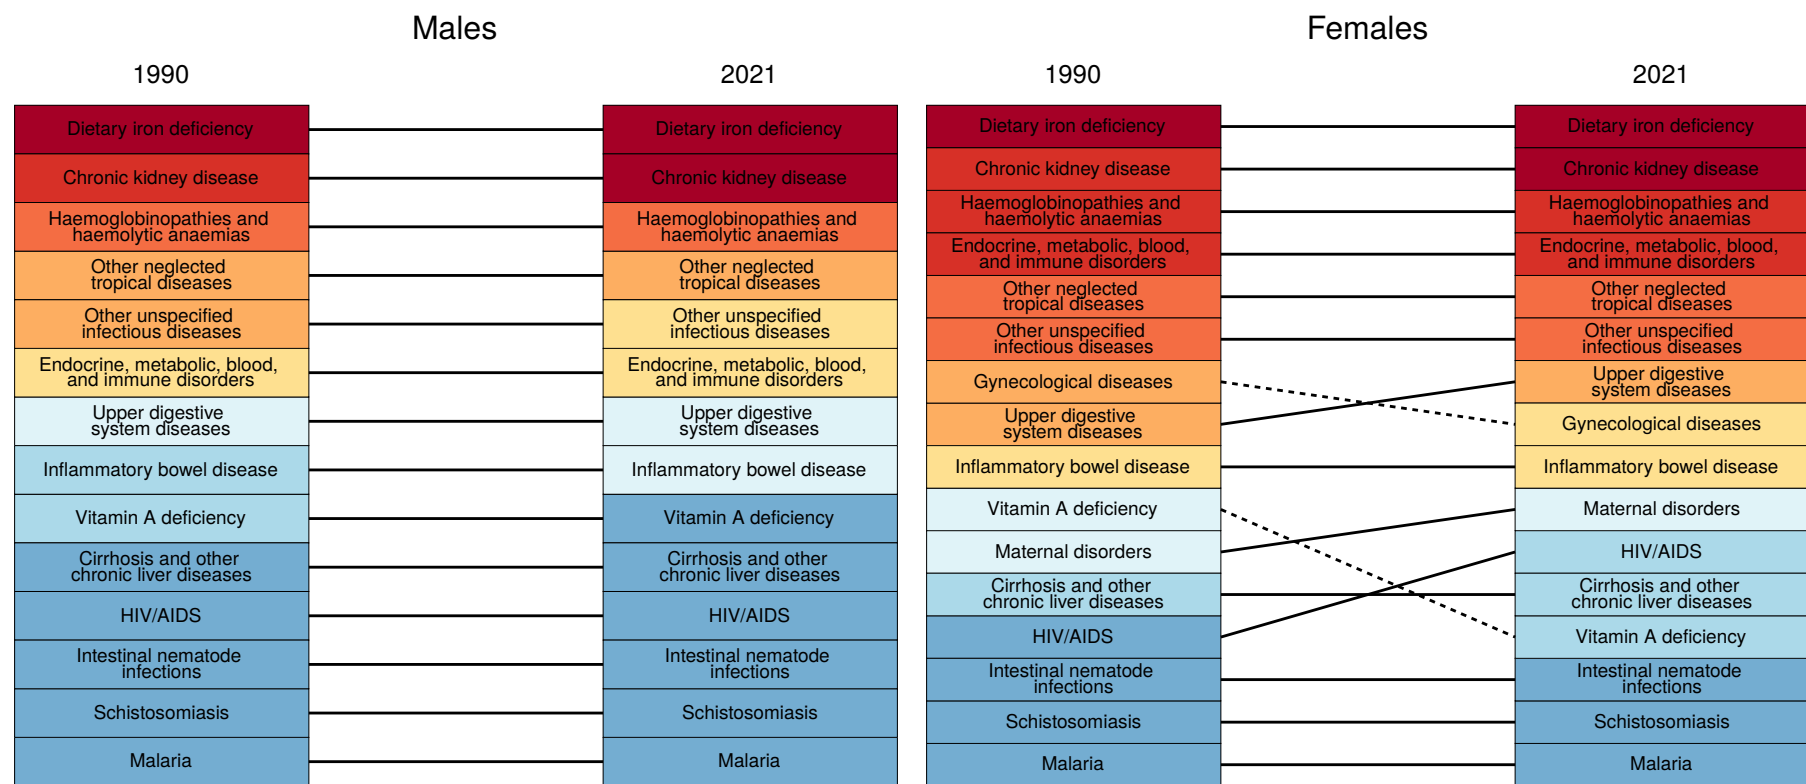 Males
1990
2021
Dietary iron deficiency
Chronic kidney disease
Haemoglobinopathies and
haemolytic anaemias
Other neglected
tropical diseases
Other unspecified
infectious diseases
Endocrine, metabolic, blood,
and immune disorders
Upper digestive
system diseases
Inflammatory bowel disease
Vitamin A deficiency
Cirrhosis and other
chronic liver diseases
HIV/AIDS
Intestinal nematode
infections
Schistosomiasis
Malaria
Dietary iron deficiency
Chronic kidney disease
Haemoglobinopathies and
haemolytic anaemias
Other neglected
tropical diseases
Other unspecified
infectious diseases
Endocrine, metabolic, blood,
and immune disorders
Upper digestive
system diseases
Inflammatory bowel disease
Vitamin A deficiency
Cirrhosis and other
chronic liver diseases
HIV/AIDS
Intestinal nematode
infections
Schistosomiasis
Malaria
Females
1990
2021
Dietary iron deficiency
Chronic kidney disease
Haemoglobinopathies and
haemolytic anaemias
Endocrine, metabolic, blood,
and immune disorders
Other neglected
tropical diseases
Other unspecified
infectious diseases
Gynecological diseases
Upper digestive
system diseases
Inflammatory bowel disease
Vitamin A deficiency
Maternal disorders
Cirrhosis and other
chronic liver diseases
HIV/AIDS
Intestinal nematode
infections
Schistosomiasis
Malaria
Dietary iron deficiency
Chronic kidney disease
Haemoglobinopathies and
haemolytic anaemias
Endocrine, metabolic, blood,
and immune disorders
Other neglected
tropical diseases
Other unspecified
infectious diseases
Upper digestive
system diseases
Gynecological diseases
Inflammatory bowel disease
Maternal disorders
HIV/AIDS
Cirrhosis and other
chronic liver diseases
Vitamin A deficiency
Intestinal nematode
infections
Schistosomiasis
Malaria